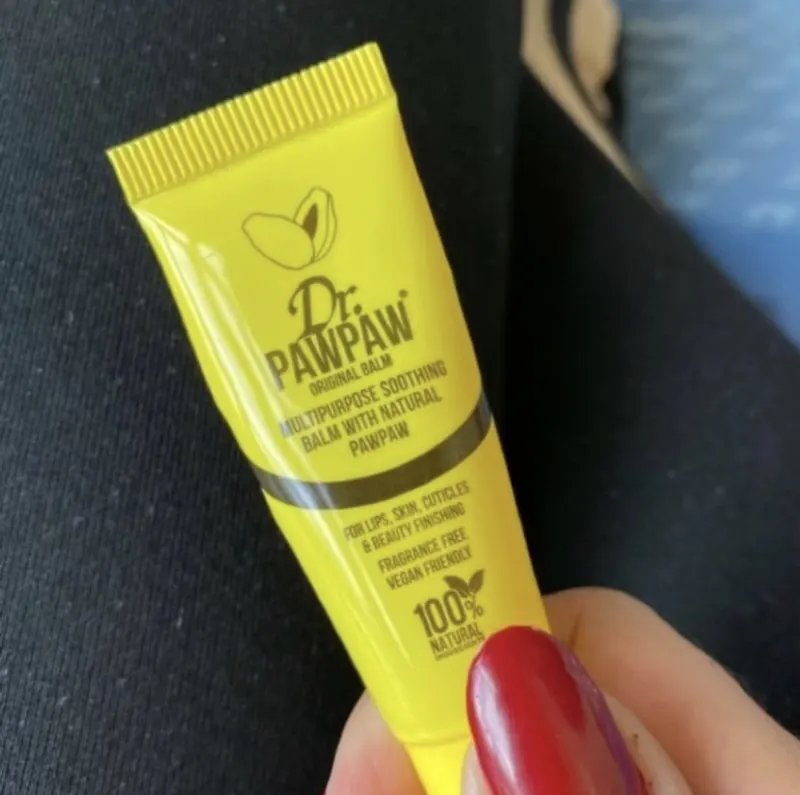 Dr.
PAWPAW®
ORIGINAL BALM
MULTIPURPOSE SOOTHING
BALM WITH NATURAL
PAWPAW
FOR LIPS, SKIN, CUTICLES
& BEAUTY FINISHING
FRAGRANCE FREE
VEGAN FRIENDLY
100%
NATURAL